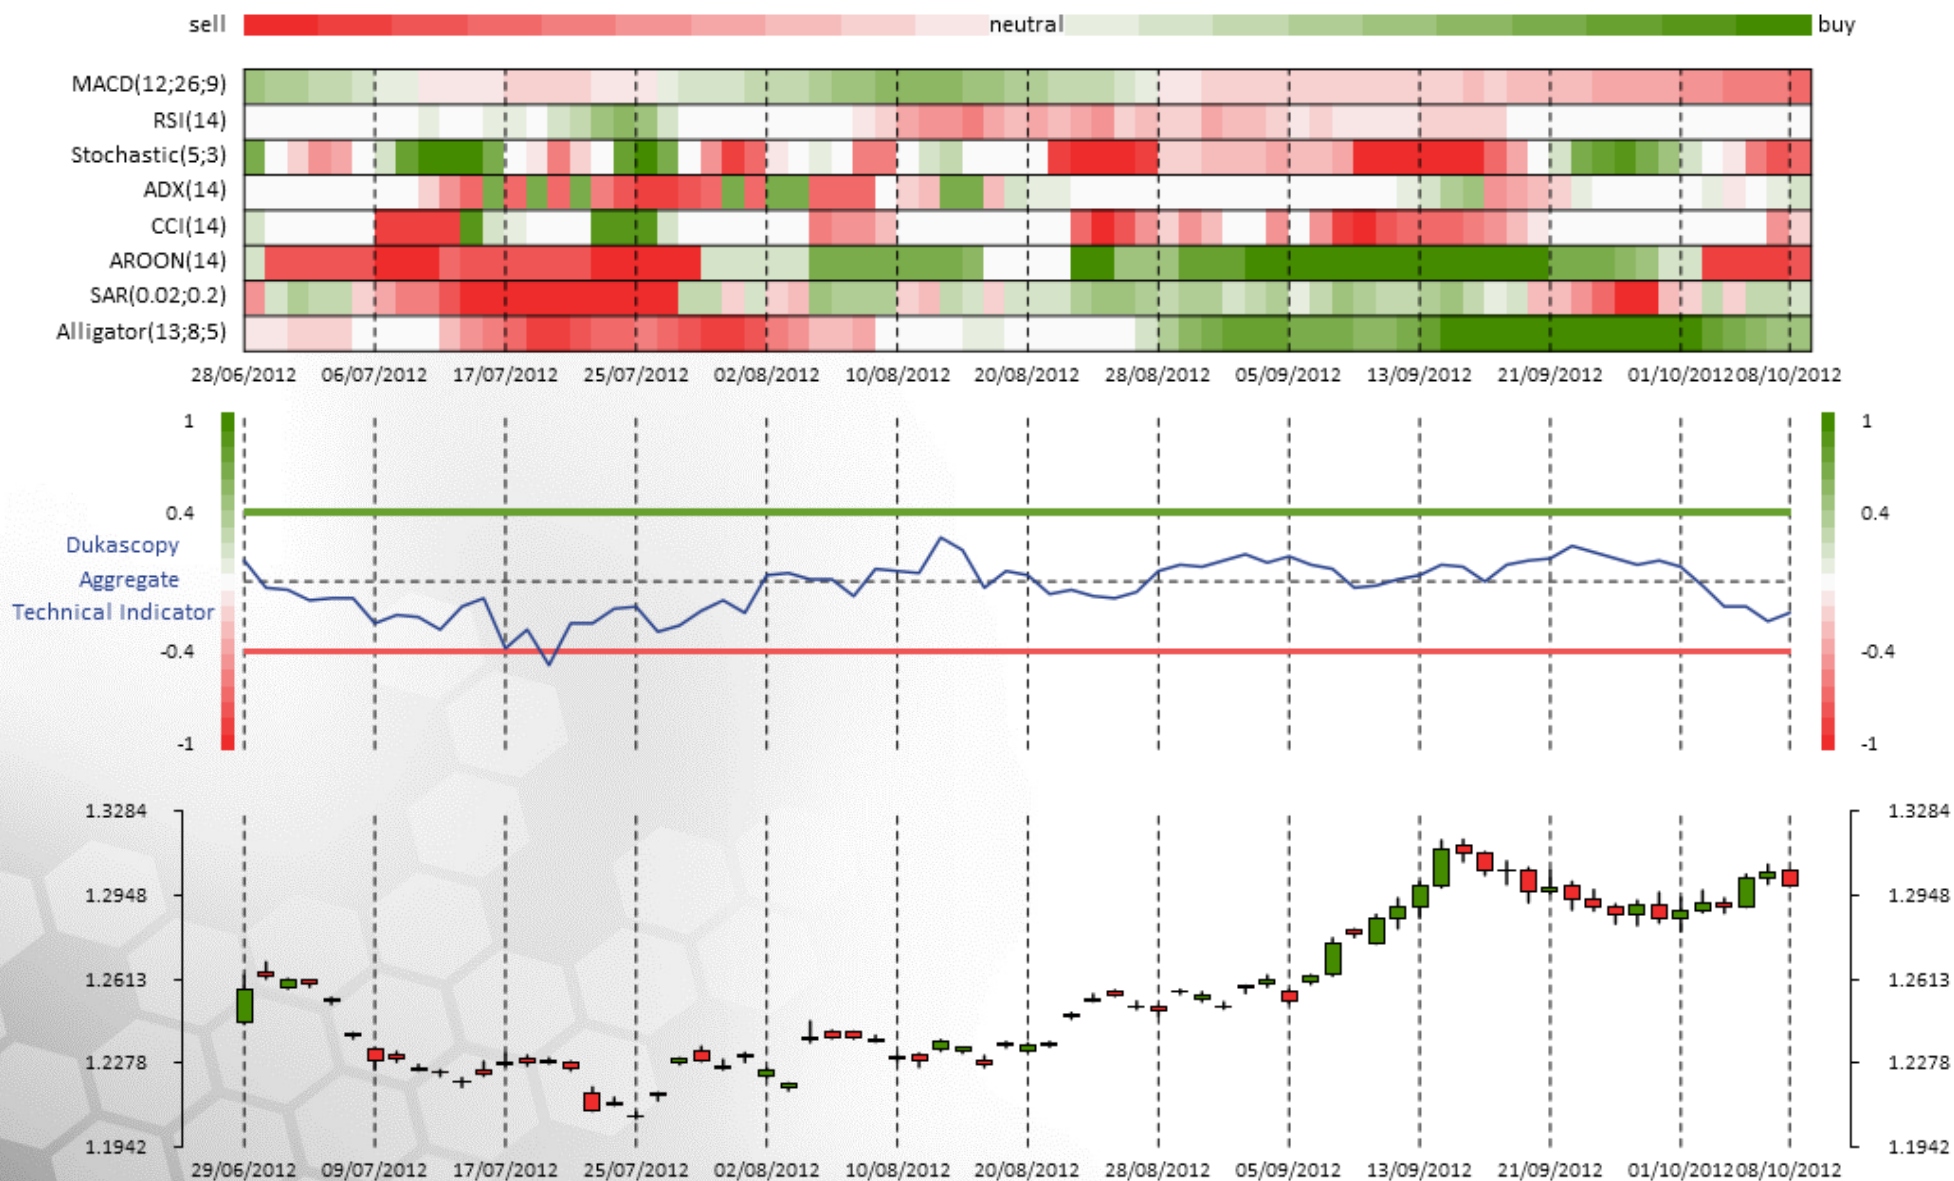 sell neutral buy
MACD(12;26;9)
RSI(14)
Stochastic(5;3)
ADX(14)
CCI(14)
AROON(14)
SAR(0.02;0.2)
Alligator(13;8;5)
28/06/2012 06/07/2012 17/07/2012 25/07/2012 02/08/2012 10/08/2012 20/08/2012 28/08/2012 05/09/2012 13/09/2012 21/09/2012 01/10/2012 08/10/2012
1 1
0.4 0.4
Dukascopy
Aggregate
Technical Indicator
-0.4 -0.4
-1 -1
1.3284 1.3284
1.2948 1.2948
1.2613 1.2613
1.2278 1.2278
1.1942 1.1942
29/06/2012 09/07/2012 17/07/2012 25/07/2012 02/08/2012 10/08/2012 20/08/2012 28/08/2012 05/09/2012 13/09/2012 21/09/2012 01/10/2012 08/10/2012